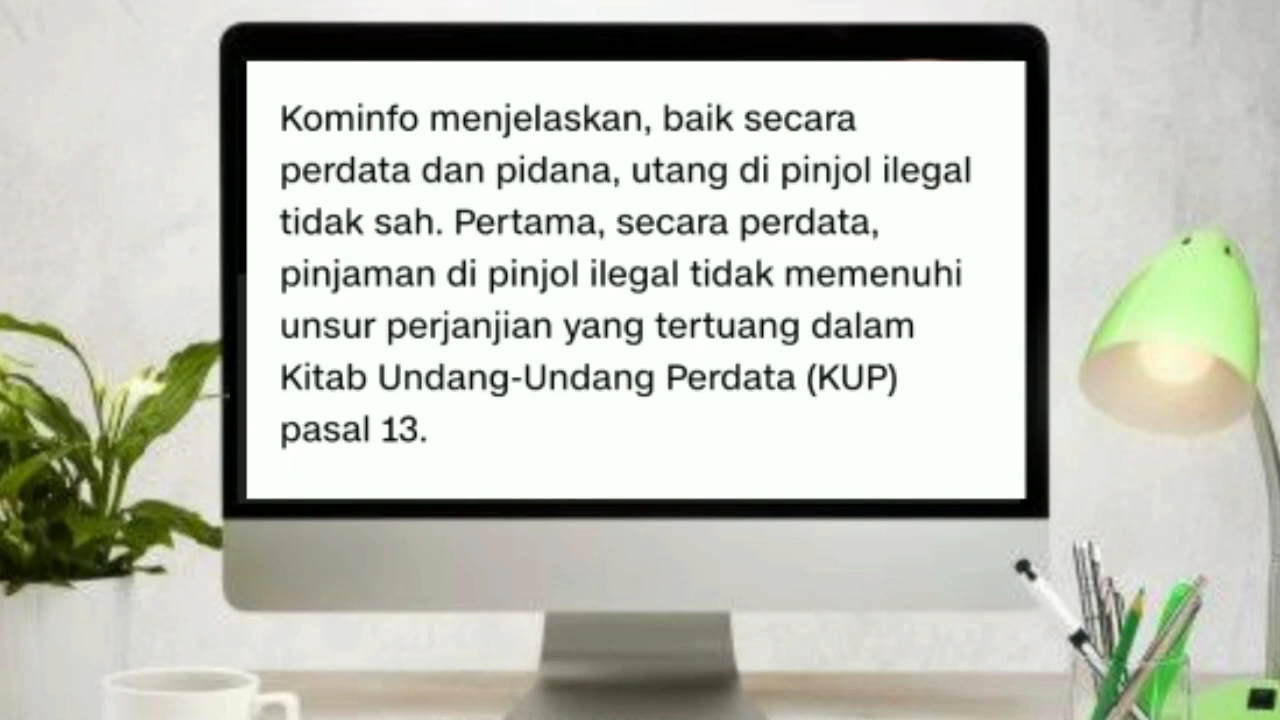 Kominfo menjelaskan, baik secara
perdata dan pidana, utang di pinjol ilegal
tidak sah. Pertama, secara perdata,
pinjaman di pinjol ilegal tidak memenuhi
unsur perjanjian yang tertuang dalam
Kitab Undang-Undang Perdata (KUP)
pasal 13.